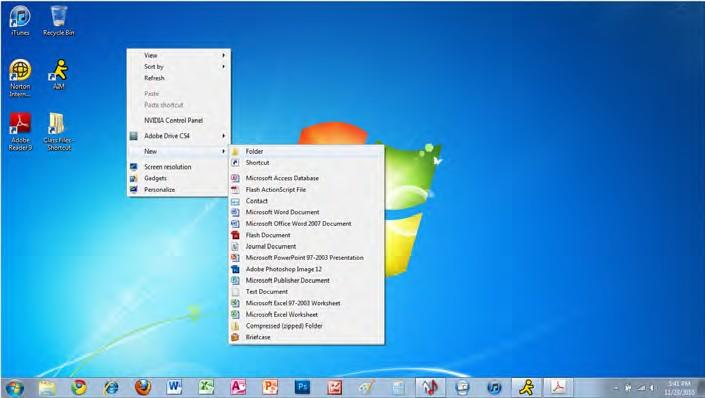 iTunes
Recycle Bin
Norton
Intern...
AIM
Adobe
Reader 9
Class Files -
Shortcut
View
Sort by
Refresh
Paste
Paste shortcut
NVIDIA Control Panel
Adobe Drive CS4
New
Screen resolution
Gadgets
Personalize
Folder
Shortcut
Microsoft Access Database
Flash ActionScript File
Contact
Microsoft Word Document
Microsoft Office Word 2007 Document
Flash Document
Journal Document
Microsoft PowerPoint 97-2003 Presentation
Adobe Photoshop Image 12
Microsoft Publisher Document
Text Document
Microsoft Excel 97-2003 Worksheet
Microsoft Excel Worksheet
Compressed (zipped) Folder
Briefcase
Ps
5:41 PM
11/23/2010